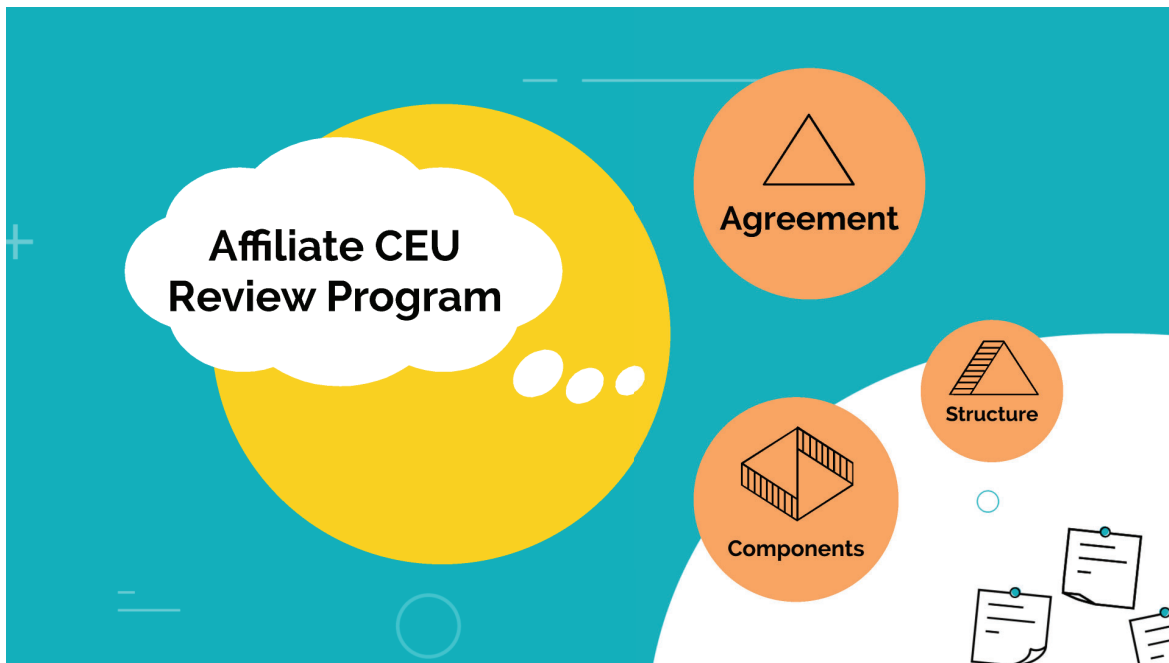 Affiliate CEU
Review Program
Agreement
Structure
Components